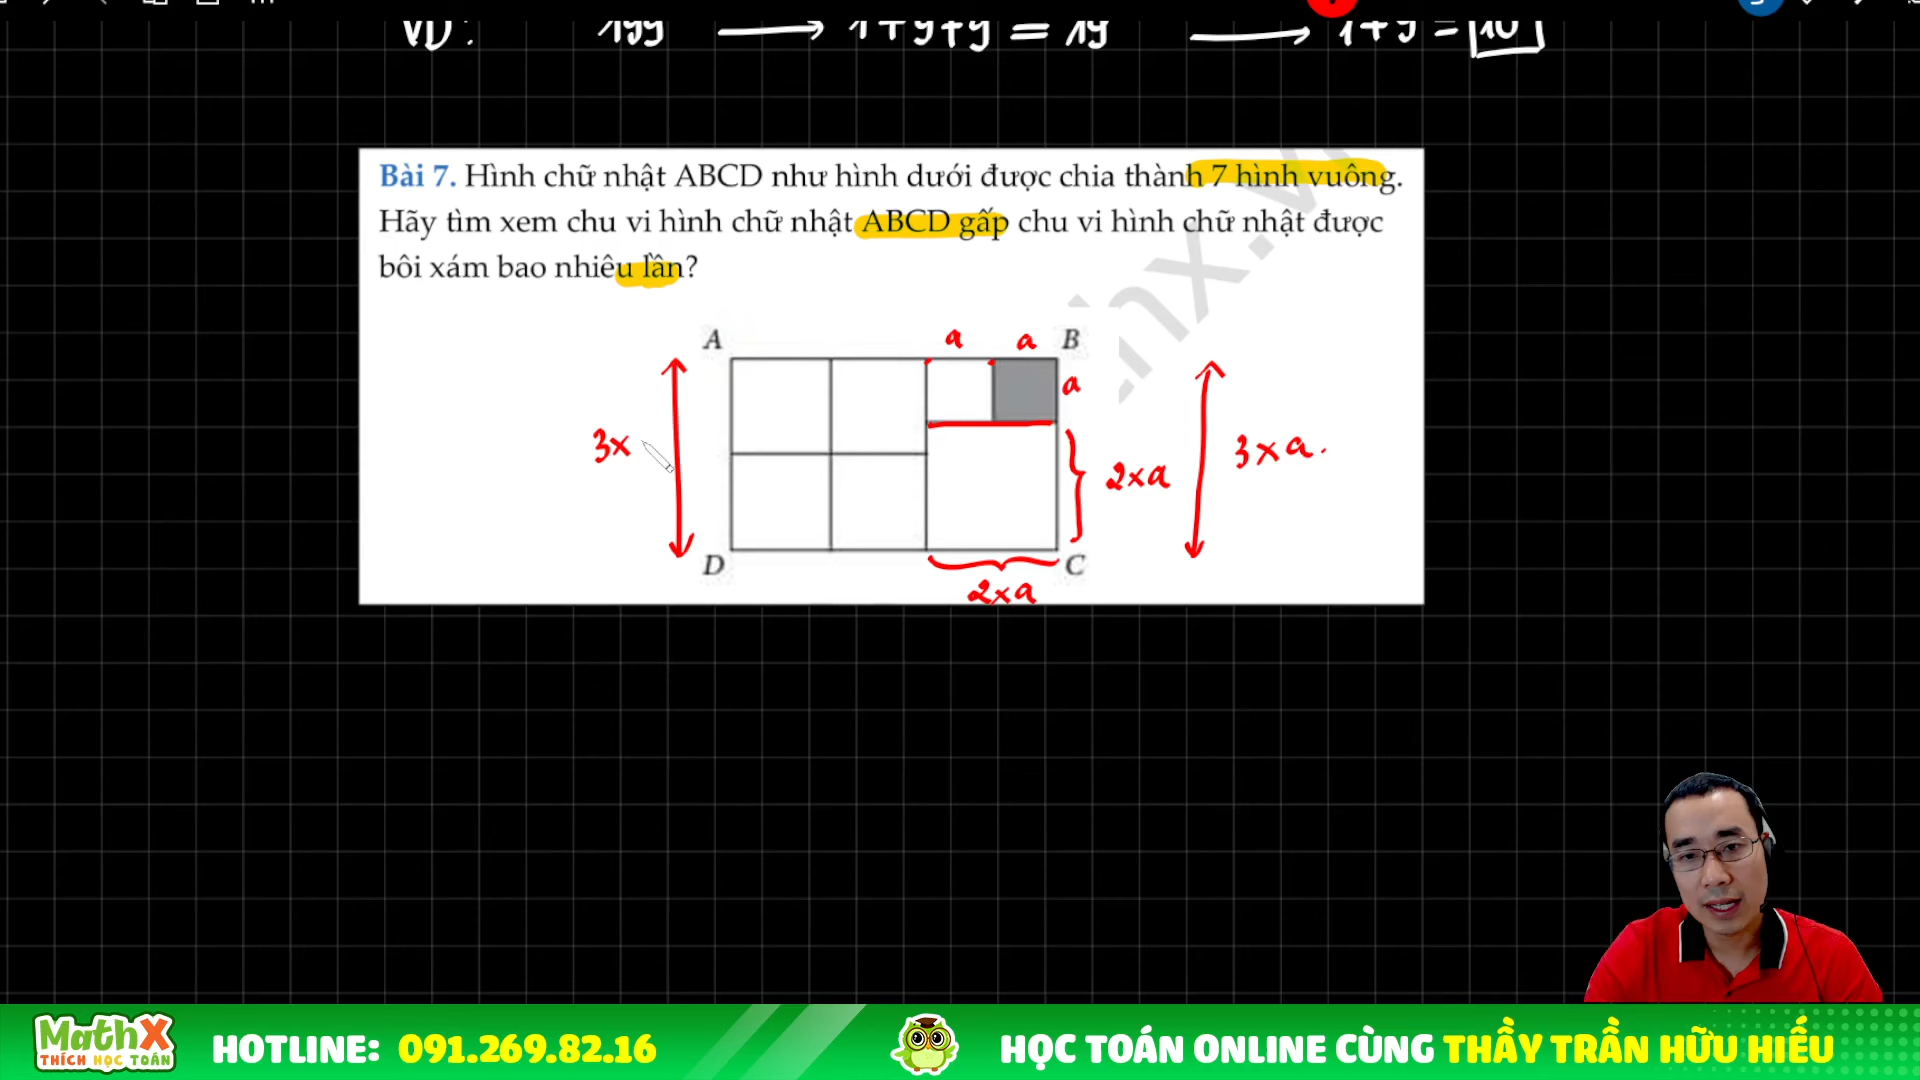 VD:
Bài 7. Hình chữ nhật ABCD như hình dưới được chia thành 7 hình vuông.
Hãy tìm xem chu vi hình chữ nhật ABCD gấp chu vi hình chữ nhật được
bôi xám bao nhiêu lần?
A a a B
a
3x 2xa 3xa.
D C
2xa
MathX
THÍCH HỌC TOÁN
HOTLINE: 091.269.82.16
HỌC TOÁN ONLINE CÙNG THẦY TRẦN HỮU HIẾU